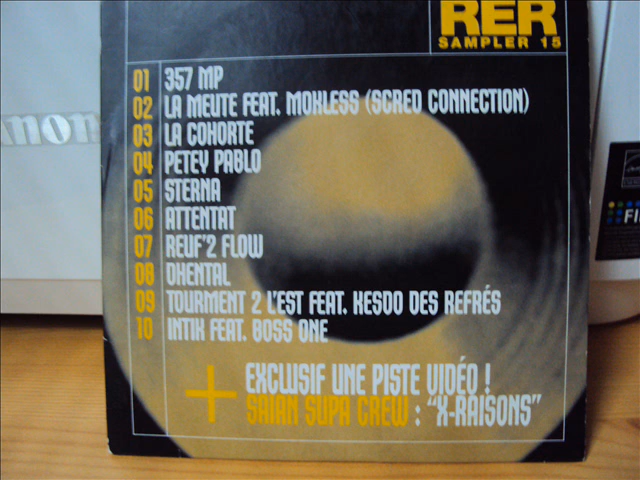 RER
SAMPLER 15
01 357 MP
02 LA MEUTE FEAT. MOKLESS (SCRED CONNECTION)
03 LA COHORTE
04 PETEY PABLO
05 STERNA
06 ATTENTAT
07 REUF'2 FLOW
08 OKENTAL
09 TOURMENT 2 L'EST FEAT. KESDO DES REFRÉS
10 INTIK FEAT. BOSS ONE
+ EXCLUSIF UNE PISTE VIDÉO !
SAIAN SUPA CREW : "X-RAISONS"